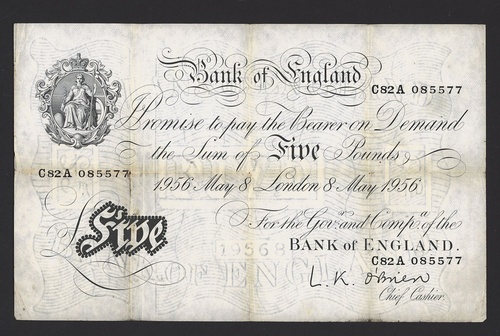 Bank of England
C82A 085577
I Promise to pay the Bearer on Demand
the Sum of Five Pounds
C82A 085577
1956 May 8 London 8 May 1956
For the Govr. and Compa. of the
Five
BANK of ENGLAND.
C82A 085577
L. K. O'Brien
Chief Cashier.